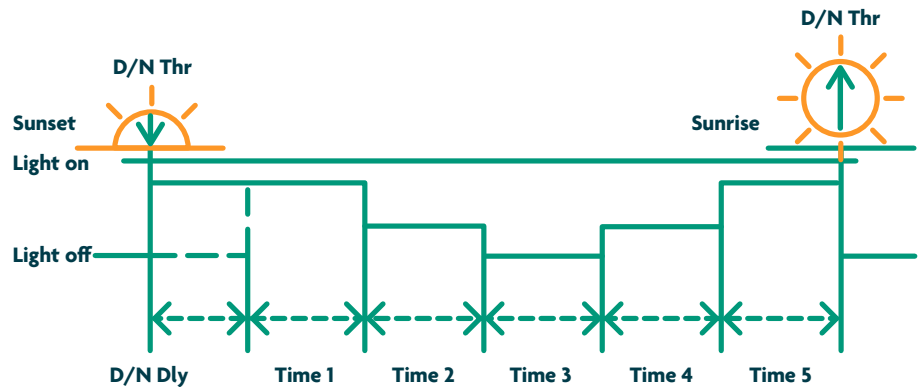 D/N Thr
D/N Thr
Sunset
Sunrise
Light on
Light off
D/N Dly
Time 1
Time 2
Time 3
Time 4
Time 5